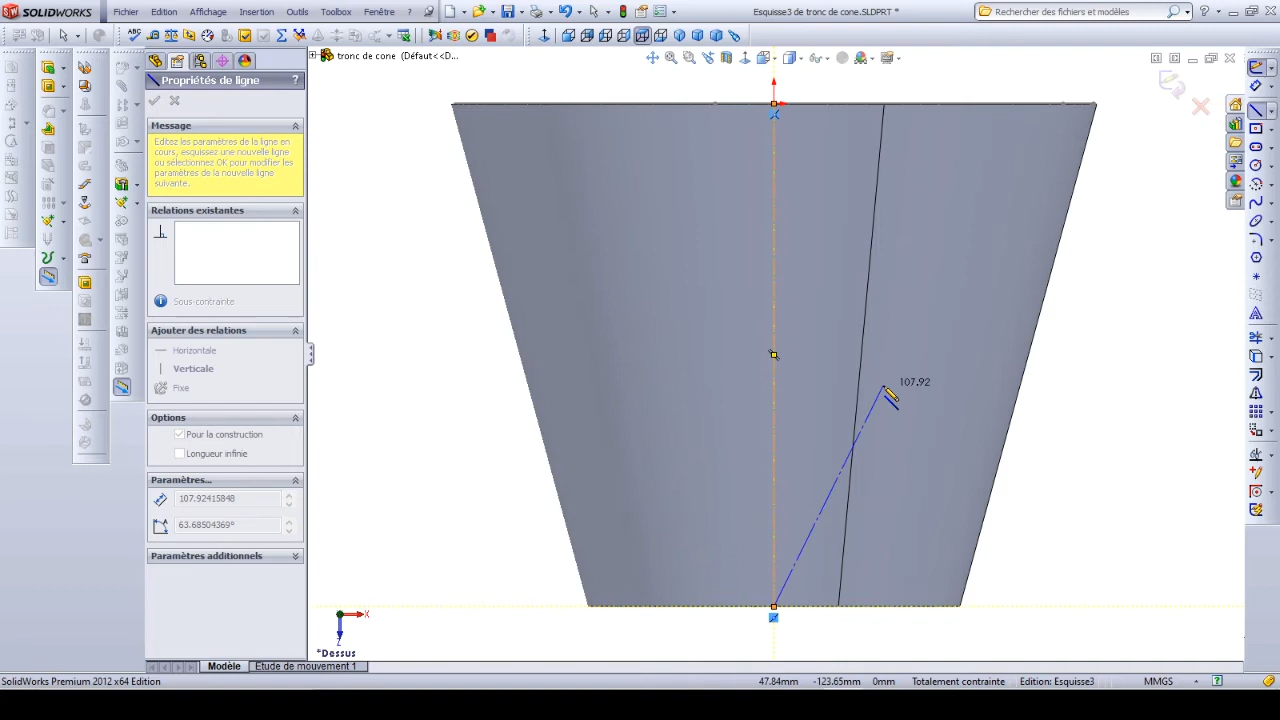 SOLIDWORKS
Fichier Edition Affichage Insertion Outils Toolbox Fenêtre ? Esquisse3 de tronc de cone.SLDPRT * Rechercher des fichiers et modèles
tronc de cone (Défaut<<D...
Propriétés de ligne ?
Message
Editez les paramètres de la ligne en
cours, esquissez une nouvelle ligne
ou sélectionnez OK pour modifier les
paramètres de la nouvelle ligne
suivante.
Relations existantes
Sous-contrainte
Ajouter des relations
Horizontale
Verticale
Fixe
Options
Pour la construction
Longueur infinie
Paramètres...
107.92415848
63.68504369°
Paramètres additionnels
107.92
X
Z
*Dessus
Modèle Etude de mouvement 1
SolidWorks Premium 2012 x64 Edition 47.84mm -123.65mm 0mm Totalement contrainte Edition: Esquisse3 MMGS ?